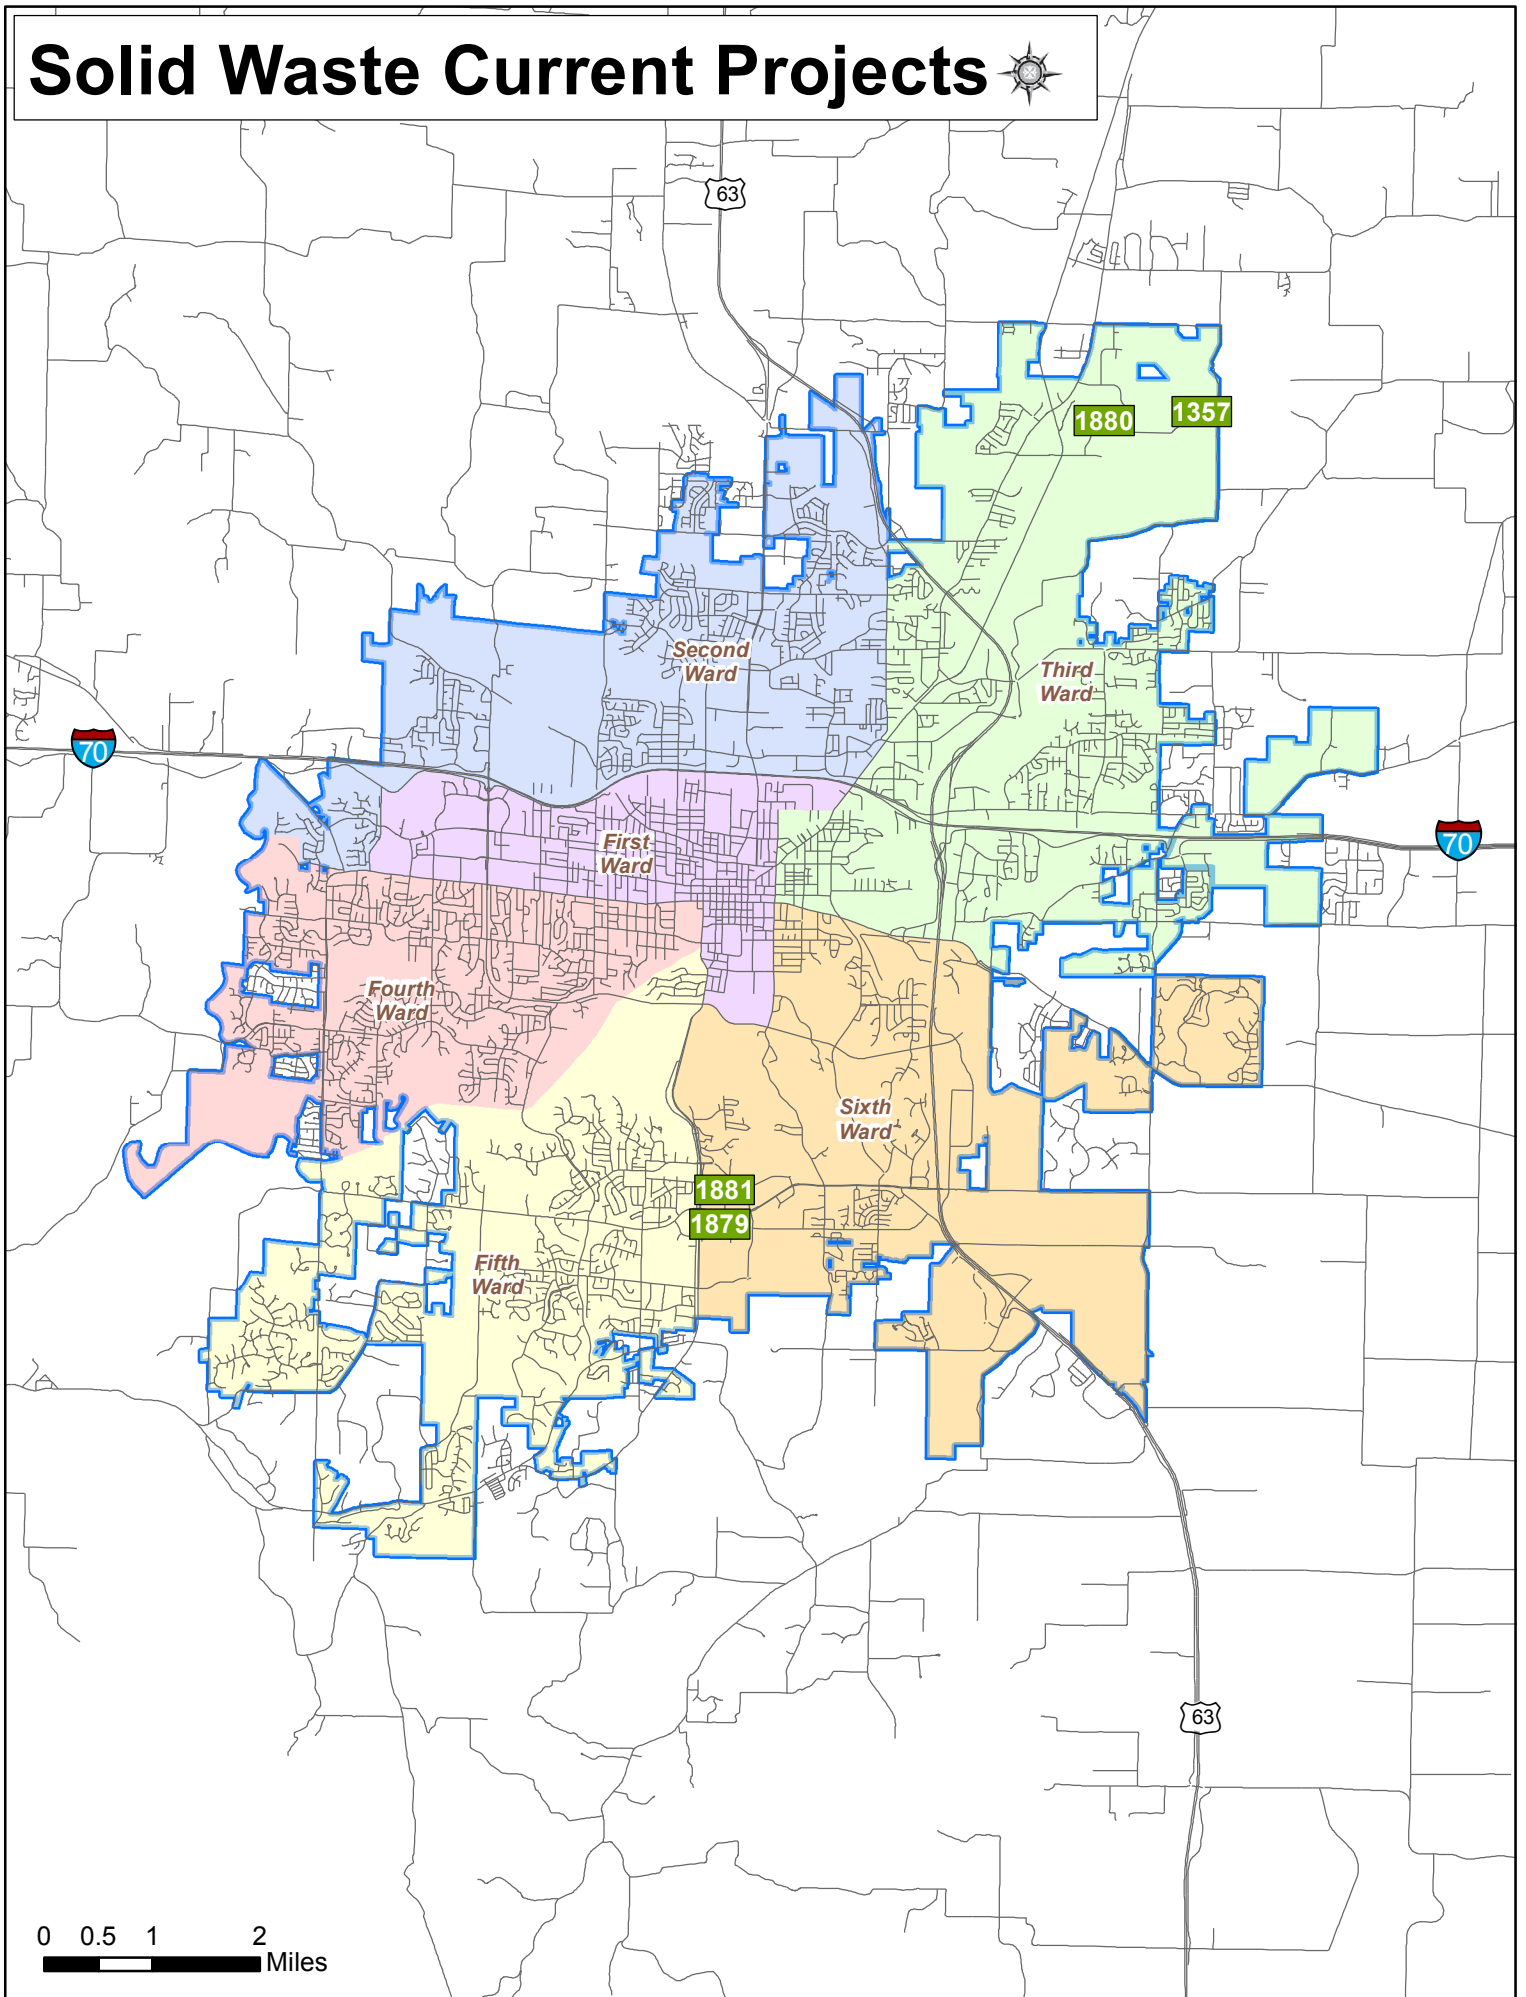 Solid Waste Current Projects
63
1880
1357
Second
Ward
Third
Ward
70
First
Ward
70
Fourth
Ward
Sixth
Ward
1881
1879
Fifth
Ward
63
0 0.5 1 2
Miles